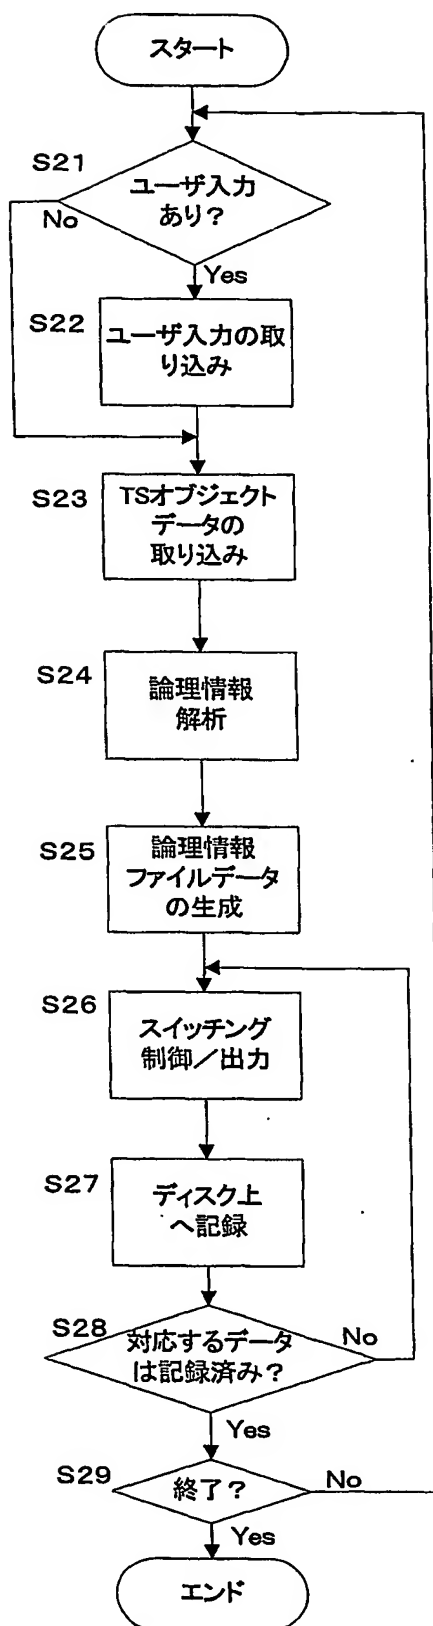 スタート
S21
ユーザ入力
あり？
No
Yes
S22
ユーザ入力の取
り込み
S23
TSオブジェクト
データの
取り込み
S24
論理情報
解析
S25
論理情報
ファイルデータ
の生成
S26
スイッチング
制御／出力
S27
ディスク上
へ記録
S28
対応するデータ
は記録済み？
No
Yes
S29
終了？
No
Yes
エンド